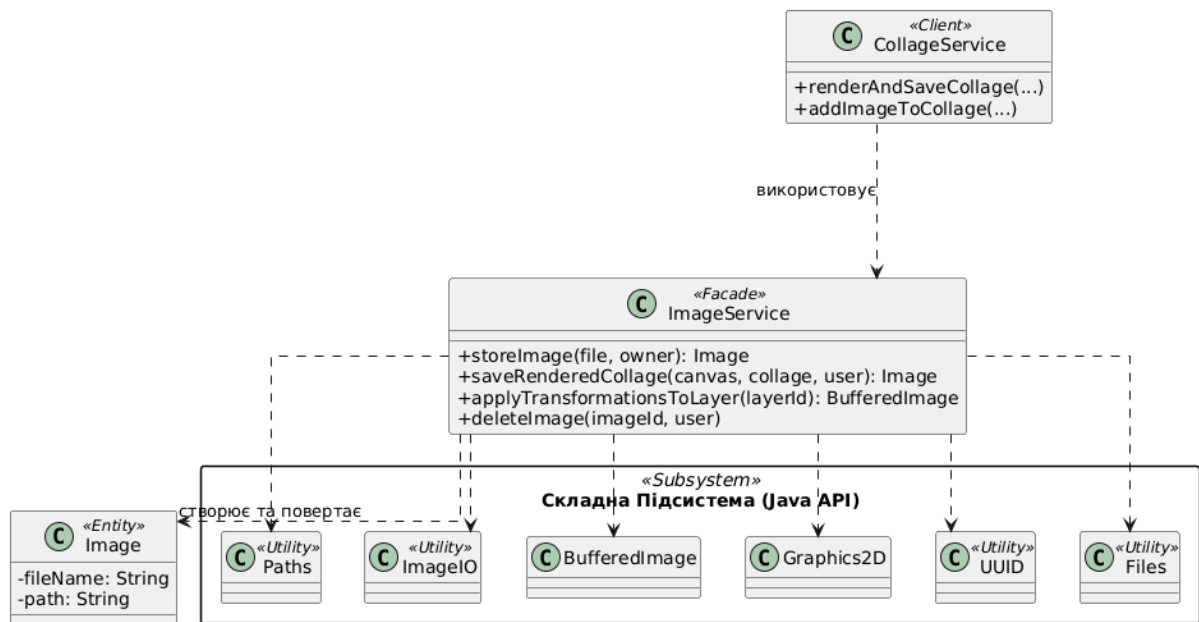 «Client»
C CollageService
+renderAndSaveCollage(...)
+addImageToCollage(...)
використовує
«Facade»
C ImageService
+storeImage(file, owner): Image
+saveRenderedCollage(canvas, collage, user): Image
+applyTransformationsToLayer(layerId): BufferedImage
+deleteImage(imageId, user)
«Subsystem»
Складна Підсистема (Java API)
створює та повертає
«Entity»
C Image
-fileName: String
-path: String
«Utility»
C Paths
«Utility»
C ImageIO
C BufferedImage
C Graphics2D
«Utility»
C UUID
«Utility»
C Files